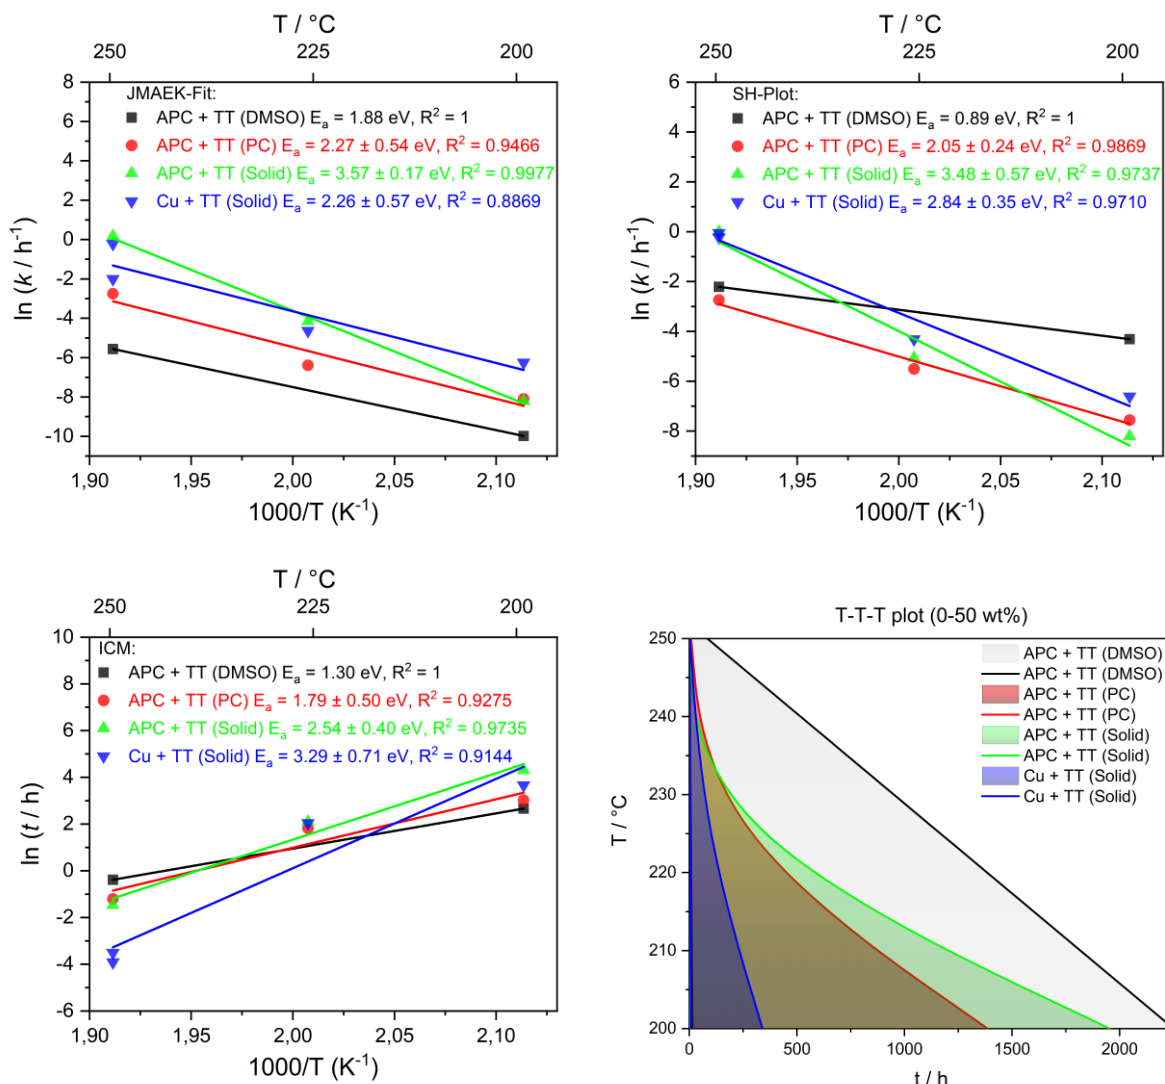 T / °C
250 225 200
8
6
4
2
0
-2
-4
-6
-8
-10
ln (k / h⁻¹)
JMAEK-Fit:
APC + TT (DMSO) Eₐ = 1.88 eV, R² = 1
APC + TT (PC) Eₐ = 2.27 ± 0.54 eV, R² = 0.9466
APC + TT (Solid) Eₐ = 3.57 ± 0.17 eV, R² = 0.9977
Cu + TT (Solid) Eₐ = 2.26 ± 0.57 eV, R² = 0.8869
1,90 1,95 2,00 2,05 2,10
1000/T (K⁻¹)
T / °C
250 225 200
6
4
2
0
-2
-4
-6
-8
ln (k / h⁻¹)
SH-Plot:
APC + TT (DMSO) Eₐ = 0.89 eV, R² = 1
APC + TT (PC) Eₐ = 2.05 ± 0.24 eV, R² = 0.9869
APC + TT (Solid) Eₐ = 3.48 ± 0.57 eV, R² = 0.9737
Cu + TT (Solid) Eₐ = 2.84 ± 0.35 eV, R² = 0.9710
1,90 1,95 2,00 2,05 2,10
1000/T (K⁻¹)
T / °C
250 225 200
10
8
6
4
2
0
-2
-4
-6
ln (t / h)
ICM:
APC + TT (DMSO) Eₐ = 1.30 eV, R² = 1
APC + TT (PC) Eₐ = 1.79 ± 0.50 eV, R² = 0.9275
APC + TT (Solid) Eₐ = 2.54 ± 0.40 eV, R² = 0.9735
Cu + TT (Solid) Eₐ = 3.29 ± 0.71 eV, R² = 0.9144
1,90 1,95 2,00 2,05 2,10
1000/T (K⁻¹)
T-T-T plot (0-50 wt%)
250
240
230
220
210
200
T / °C
APC + TT (DMSO)
APC + TT (DMSO)
APC + TT (PC)
APC + TT (PC)
APC + TT (Solid)
APC + TT (Solid)
Cu + TT (Solid)
Cu + TT (Solid)
0 500 1000 1500 2000
t / h